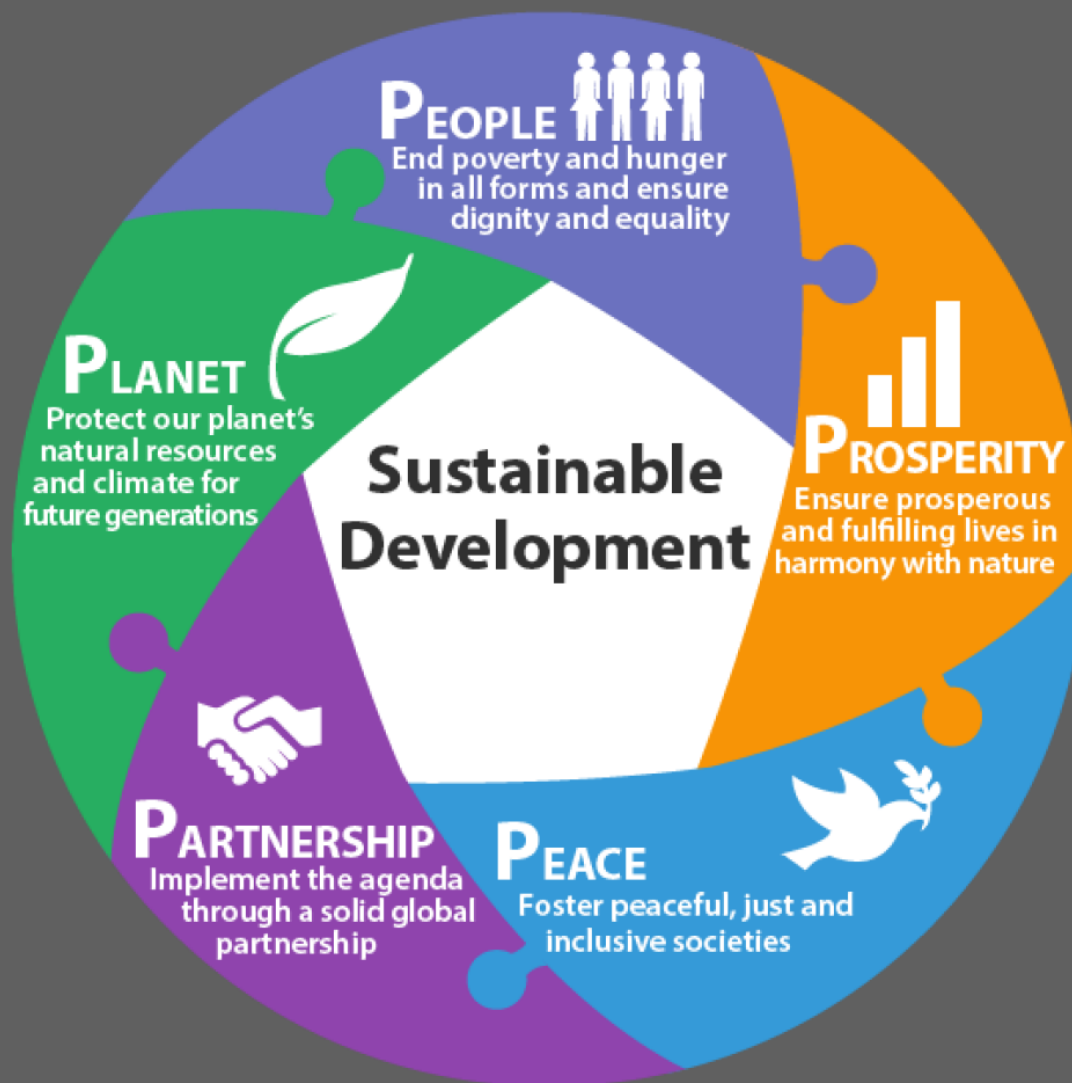 PEOPLE
End poverty and hunger
in all forms and ensure
dignity and equality
PLANET
Protect our planet's
natural resources
and climate for
future generations
Sustainable
Development
PROSPERITY
Ensure prosperous
and fulfilling lives in
harmony with nature
PARTNERSHIP
Implement the agenda
through a solid global
partnership
PEACE
Foster peaceful, just and
inclusive societies